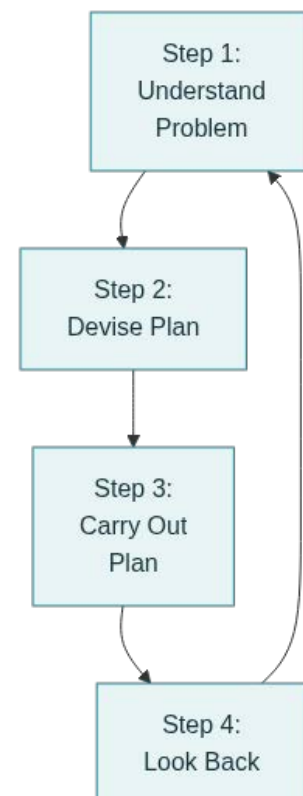 Step 1:
Understand
Problem
Step 2:
Devise Plan
Step 3:
Carry Out
Plan
Step 4:
Look Back